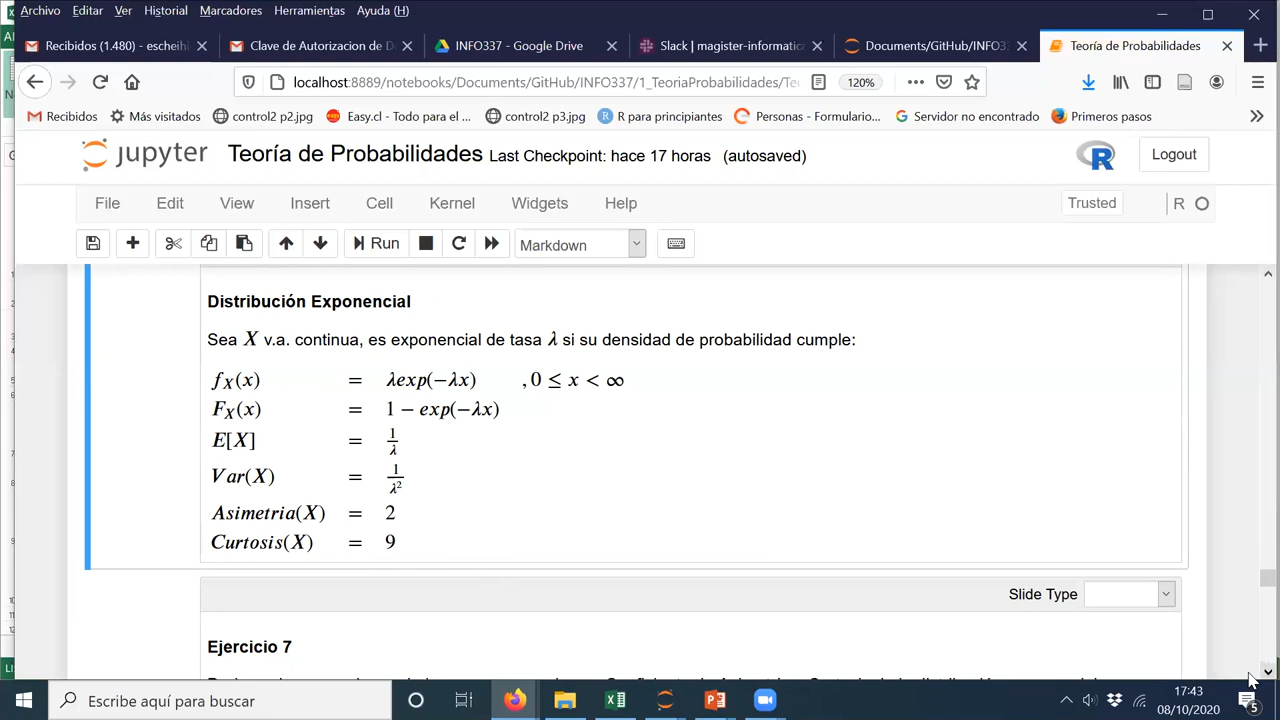 Archivo Editar Ver Historial Marcadores Herramientas Ayuda (H)
Recibidos (1.480) - escheih
Clave de Autorizacion de D
INFO337 - Google Drive
Slack | magister-informatic
Documents/GitHub/INFO3
Teoría de Probabilidades
localhost:8889/notebooks/Documents/GitHub/INFO337/1_TeoriaProbabilidades/Te
120%
Recibidos
Más visitados
control2 p2.jpg
Easy.cl - Todo para el ...
control2 p3.jpg
R para principiantes
Personas - Formulario...
Servidor no encontrado
Primeros pasos
jupyter Teoría de Probabilidades Last Checkpoint: hace 17 horas (autosaved)
Logout
File Edit View Insert Cell Kernel Widgets Help
Trusted
R
Run
Markdown
Distribución Exponencial
Sea X v.a. continua, es exponencial de tasa λ si su densidad de probabilidad cumple:
f_X(x) = λexp(−λx) , 0 ≤ x < ∞
F_X(x) = 1 − exp(−λx)
E[X] = 1/λ
Var(X) = 1/λ²
Asimetria(X) = 2
Curtosis(X) = 9
Slide Type
Ejercicio 7
Escribe aquí para buscar
17:43
08/10/2020
5